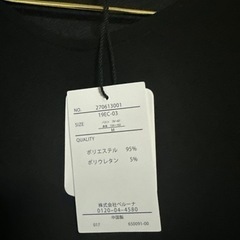 NO. 270613001
19EC-03
SIZE
M
QUALITY
ポリエステル 95%
ポリウレタン 5%
株式会社ベルーナ
0120-04-4580
中国製